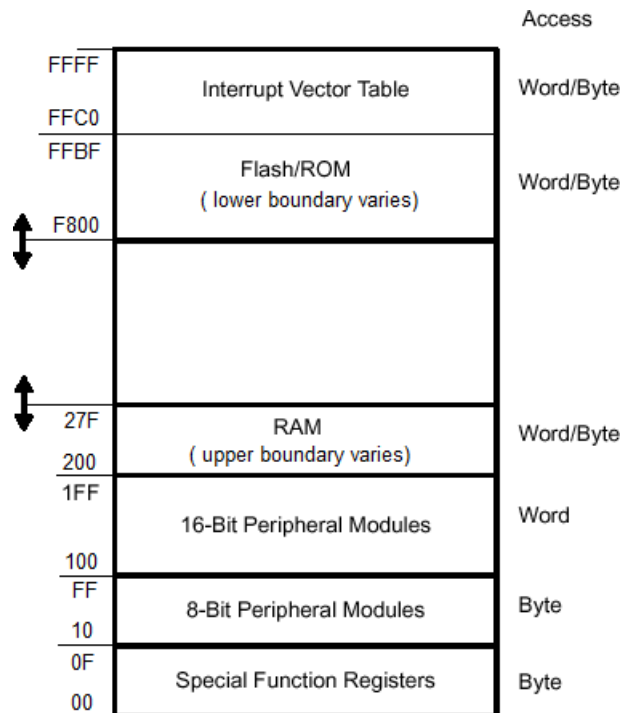 Access
FFFF
Interrupt Vector Table
Word/Byte
FFC0
FFBF
Flash/ROM
( lower boundary varies)
Word/Byte
F800
27F
RAM
( upper boundary varies)
Word/Byte
200
1FF
16-Bit Peripheral Modules
Word
100
FF
8-Bit Peripheral Modules
Byte
10
0F
Special Function Registers
Byte
00